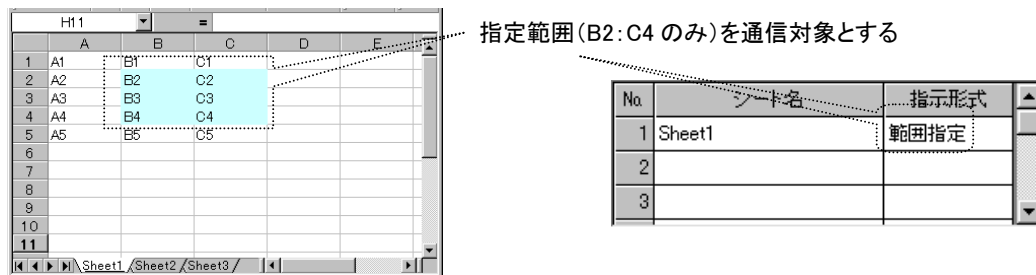 H11 =
指定範囲(B2:C4 のみ)を通信対象とする
A B C D E
1 A1 B1 C1
2 A2 B2 C2
3 A3 B3 C3
4 A4 B4 C4
5 A5 B5 C5
6
7
8
9
10
11
Sheet1 Sheet2 Sheet3
No. シート名 指示形式
1 Sheet1 範囲指定
2
3